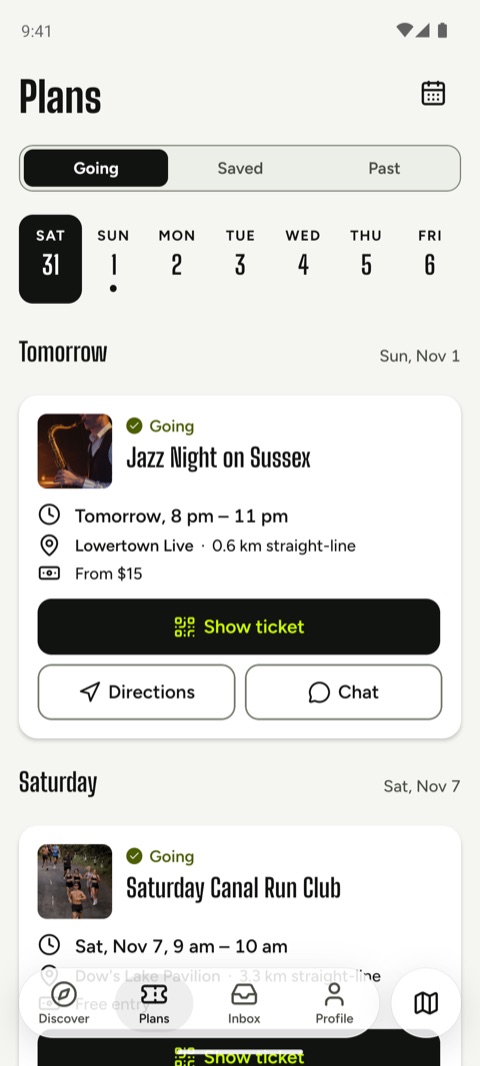 9:41
Plans
Going Saved Past
SAT SUN MON TUE WED THU FRI
31 1 2 3 4 5 6
Tomorrow Sun, Nov 1
Going
Jazz Night on Sussex
Tomorrow, 8 pm – 11 pm
Lowertown Live · 0.6 km straight-line
From $15
Show ticket
Directions Chat
Saturday Sat, Nov 7
Going
Saturday Canal Run Club
Sat, Nov 7, 9 am – 10 am
Dow's Lake Pavilion · 3.3 km straight-line
Free entry
Discover Plans Inbox Profile
Show ticket